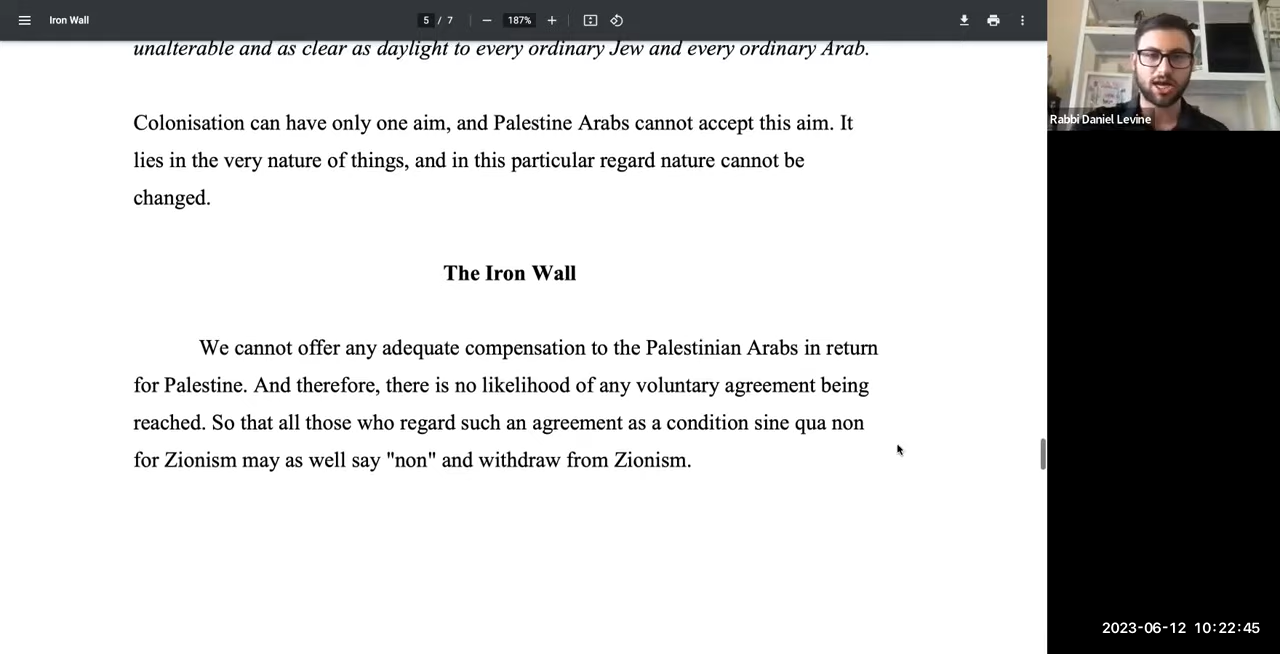 Iron Wall
5 / 7
187%
unalterable and as clear as daylight to every ordinary Jew and every ordinary Arab.
Colonisation can have only one aim, and Palestine Arabs cannot accept this aim. It
lies in the very nature of things, and in this particular regard nature cannot be
changed.
The Iron Wall
We cannot offer any adequate compensation to the Palestinian Arabs in return
for Palestine. And therefore, there is no likelihood of any voluntary agreement being
reached. So that all those who regard such an agreement as a condition sine qua non
for Zionism may as well say "non" and withdraw from Zionism.
Rabbi Daniel Levine
2023-06-12 10:22:45